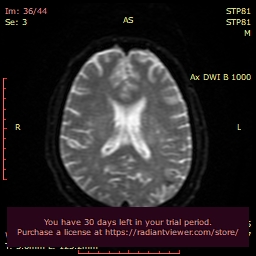 Im: 36/44
Se: 3
AS
STP81
STP81
M
Ax DWI B 1000
R
L
You have 30 days left in your trial period.
Purchase a license at https://radiantviewer.com/store/